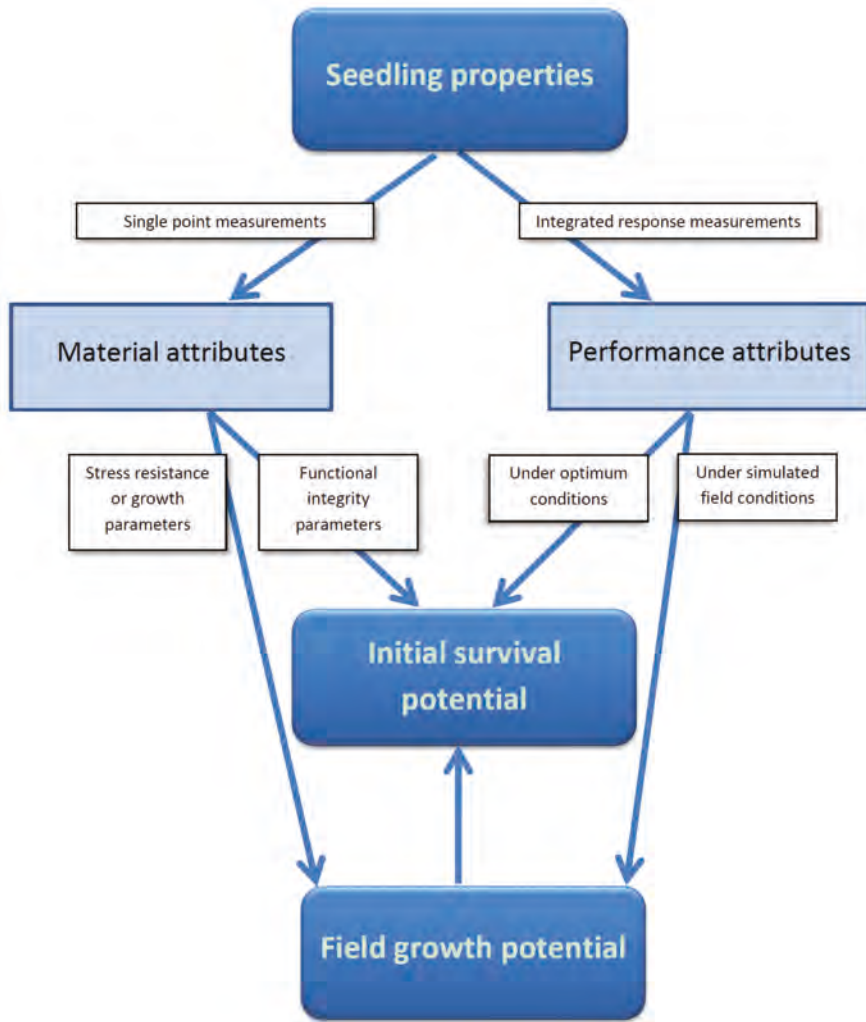 Seedling properties
Single point measurements
Integrated response measurements
Material attributes
Performance attributes
Stress resistance
or growth
parameters
Functional
integrity
parameters
Under optimum
conditions
Under simulated
field conditions
Initial survival
potential
Field growth potential